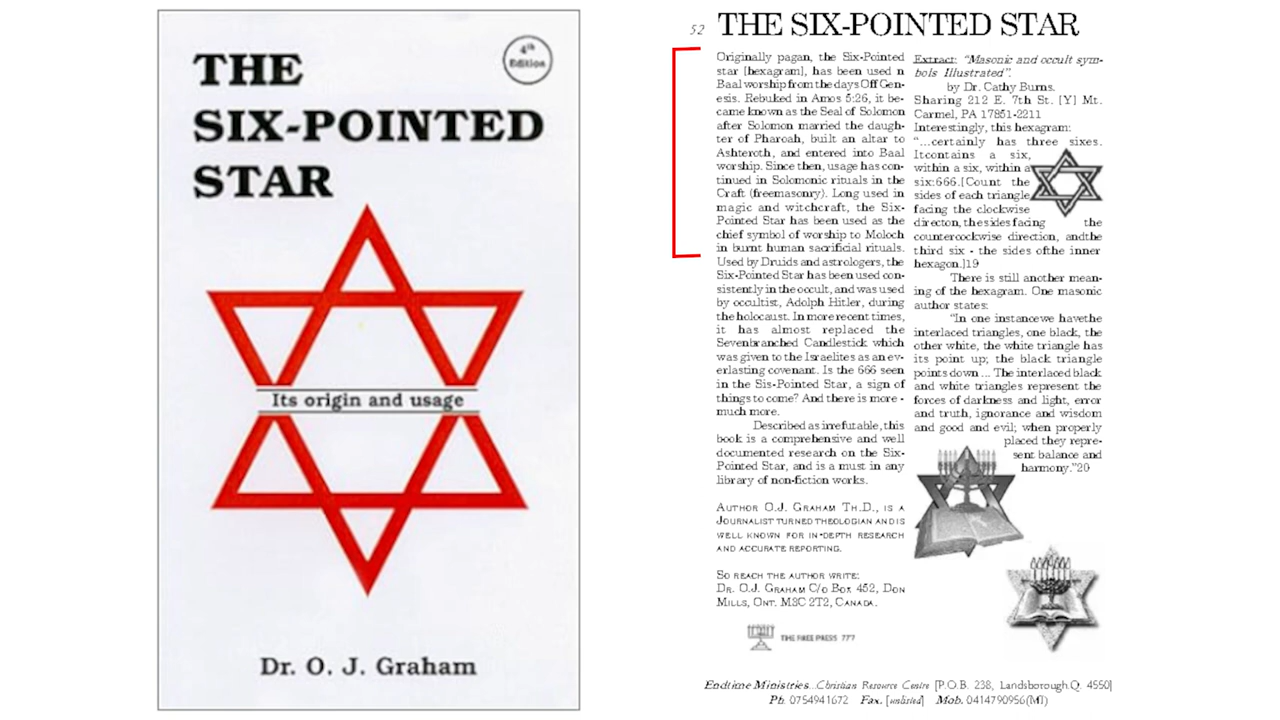 THE
SIX-POINTED
STAR
4th
Edition
Its origin and usage
Dr. O. J. Graham
52
THE SIX-POINTED STAR
Originally pagan, the Six-Pointed
star [hexagram], has been used n
Baal worship from the days Off Gen-
esis. Rebuked in Amos 5:26, it be-
came known as the Seal of Solomon
after Solomon married the daugh-
ter of Pharoah, built an altar to
Ashteroth, and entered into Baal
worship. Since then, usage has con-
tinued in Solomonic rituals in the
Craft (freemasonry). Long used in
magic and witchcraft, the Six-
Pointed Star has been used as the
chief symbol of worship to Moloch
in burnt human sacrificial rituals.
Used by Druids and astrologers, the
Six-Pointed Star has been used con-
sistently in the occult, and was used
by occultist, Adolph Hitler, during
the holocaust. In more recent times,
it has almost replaced the
Sevenbranched Candlestick which
was given to the Israelites as an ev-
erlasting covenant. Is the 666 seen
in the Sis-Pointed Star, a sign of
things to come? And there is more -
much more.
Described as irrefutable, this
book is a comprehensive and well
documented research on the Six-
Pointed Star, and is a must in any
library of non-fiction works.
AUTHOR O.J. GRAHAM TH.D., IS A
JOURNALIST TURNED THEOLOGIAN AND IS
WELL KNOWN FOR IN-DEPTH RESEARCH
AND ACCURATE REPORTING.
SO REACH THE AUTHOR WRITE:
DR. O.J. GRAHAM C/O BOX 452, DON
MILLS, ONT. M3C 2T2, CANADA.
THE FREE PRESS 777
Extract: "Masonic and occult sym-
bols Illustrated".
by Dr. Cathy Burns.
Sharing 212 E. 7th St. [Y] Mt.
Carmel, PA 17851-2211
Interestingly, this hexagram:
"...certainly has three sixes.
Itcontains a six,
within a six, within a
six:666.[Count the
sides of each triangle
facing the clockwise
directon, the sides facing the
countercockwise direction, andthe
third six - the sides ofthe inner
hexagon.]19
There is still another mean-
ing of the hexagram. One masonic
author states:
"In one instancewe havethe
interlaced triangles, one black, the
other white, the white triangle has
its point up; the black triangle
points down ... The interlaced black
and white triangles represent the
forces of darkness and light, error
and truth, ignorance and wisdom
and good and evil; when properly
placed they repre-
sent balance and
harmony."20
Endtime Ministries...Christian Resource Centre [P.O.B. 238, Landsborough Q. 4550]
Ph. 0754941672 Fax. [unlisted] Mob. 0414790956(MT)